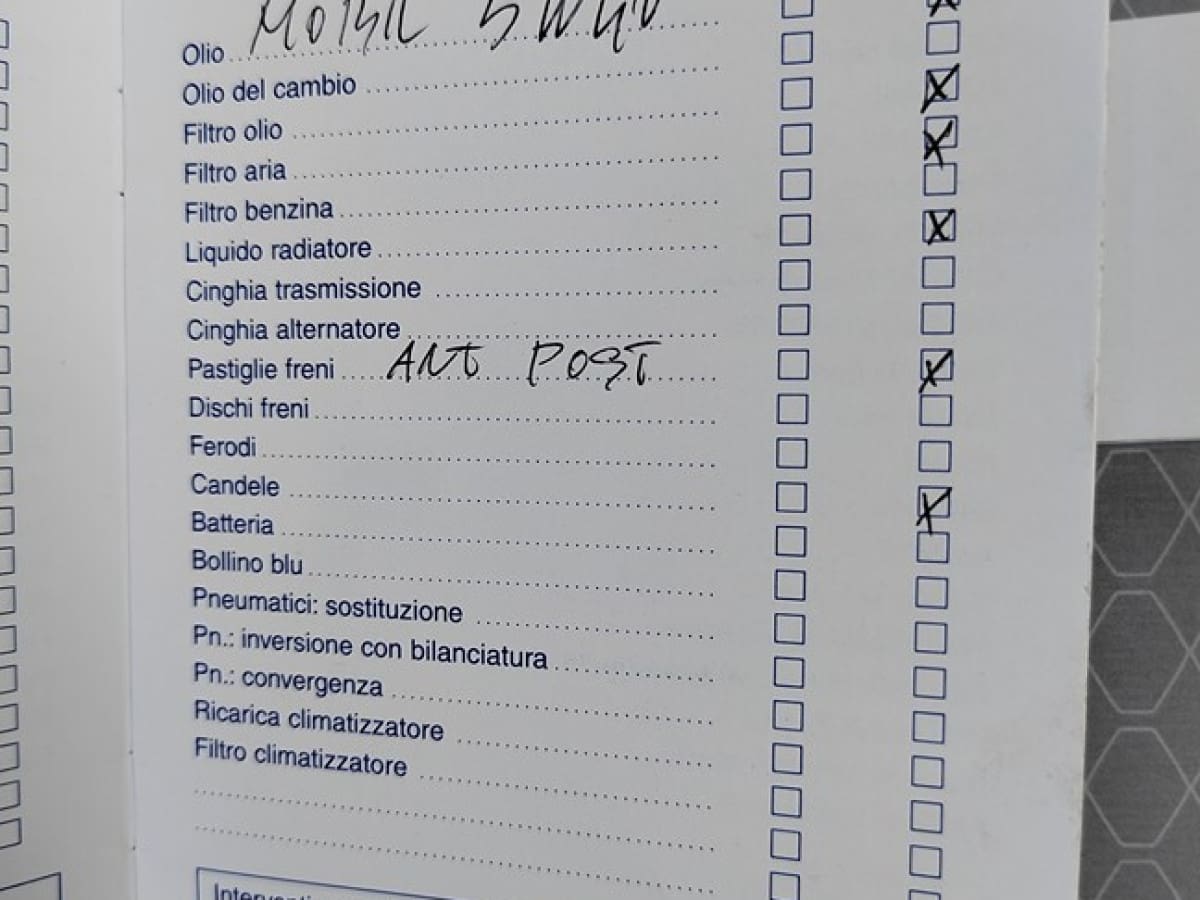 Olio MOBIL 5W40
Olio del cambio
Filtro olio
Filtro aria
Filtro benzina
Liquido radiatore
Cinghia trasmissione
Cinghia alternatore
Pastiglie freni ANT POST
Dischi freni
Ferodi
Candele
Batteria
Bollino blu
Pneumatici: sostituzione
Pn.: inversione con bilanciatura
Pn.: convergenza
Ricarica climatizzatore
Filtro climatizzatore